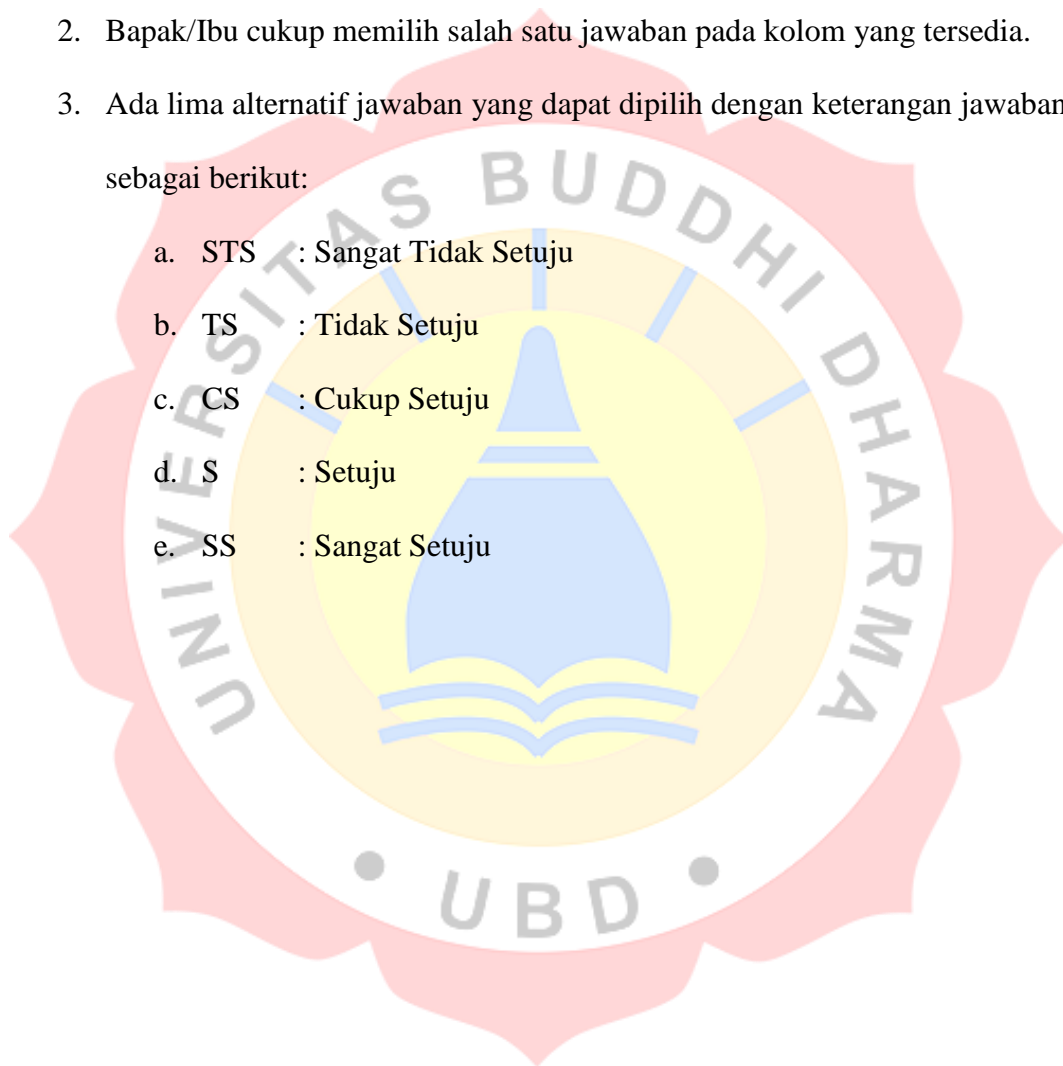 2. Bapak/Ibu cukup memilih salah satu jawaban pada kolom yang tersedia.
3. Ada lima alternatif jawaban yang dapat dipilih dengan keterangan jawaban
sebagai berikut:
a. STS : Sangat Tidak Setuju
b. TS : Tidak Setuju
c. CS : Cukup Setuju
d. S : Setuju
e. SS : Sangat Setuju
UNIVERSITAS BUDDHI DHARMA
• UBD •